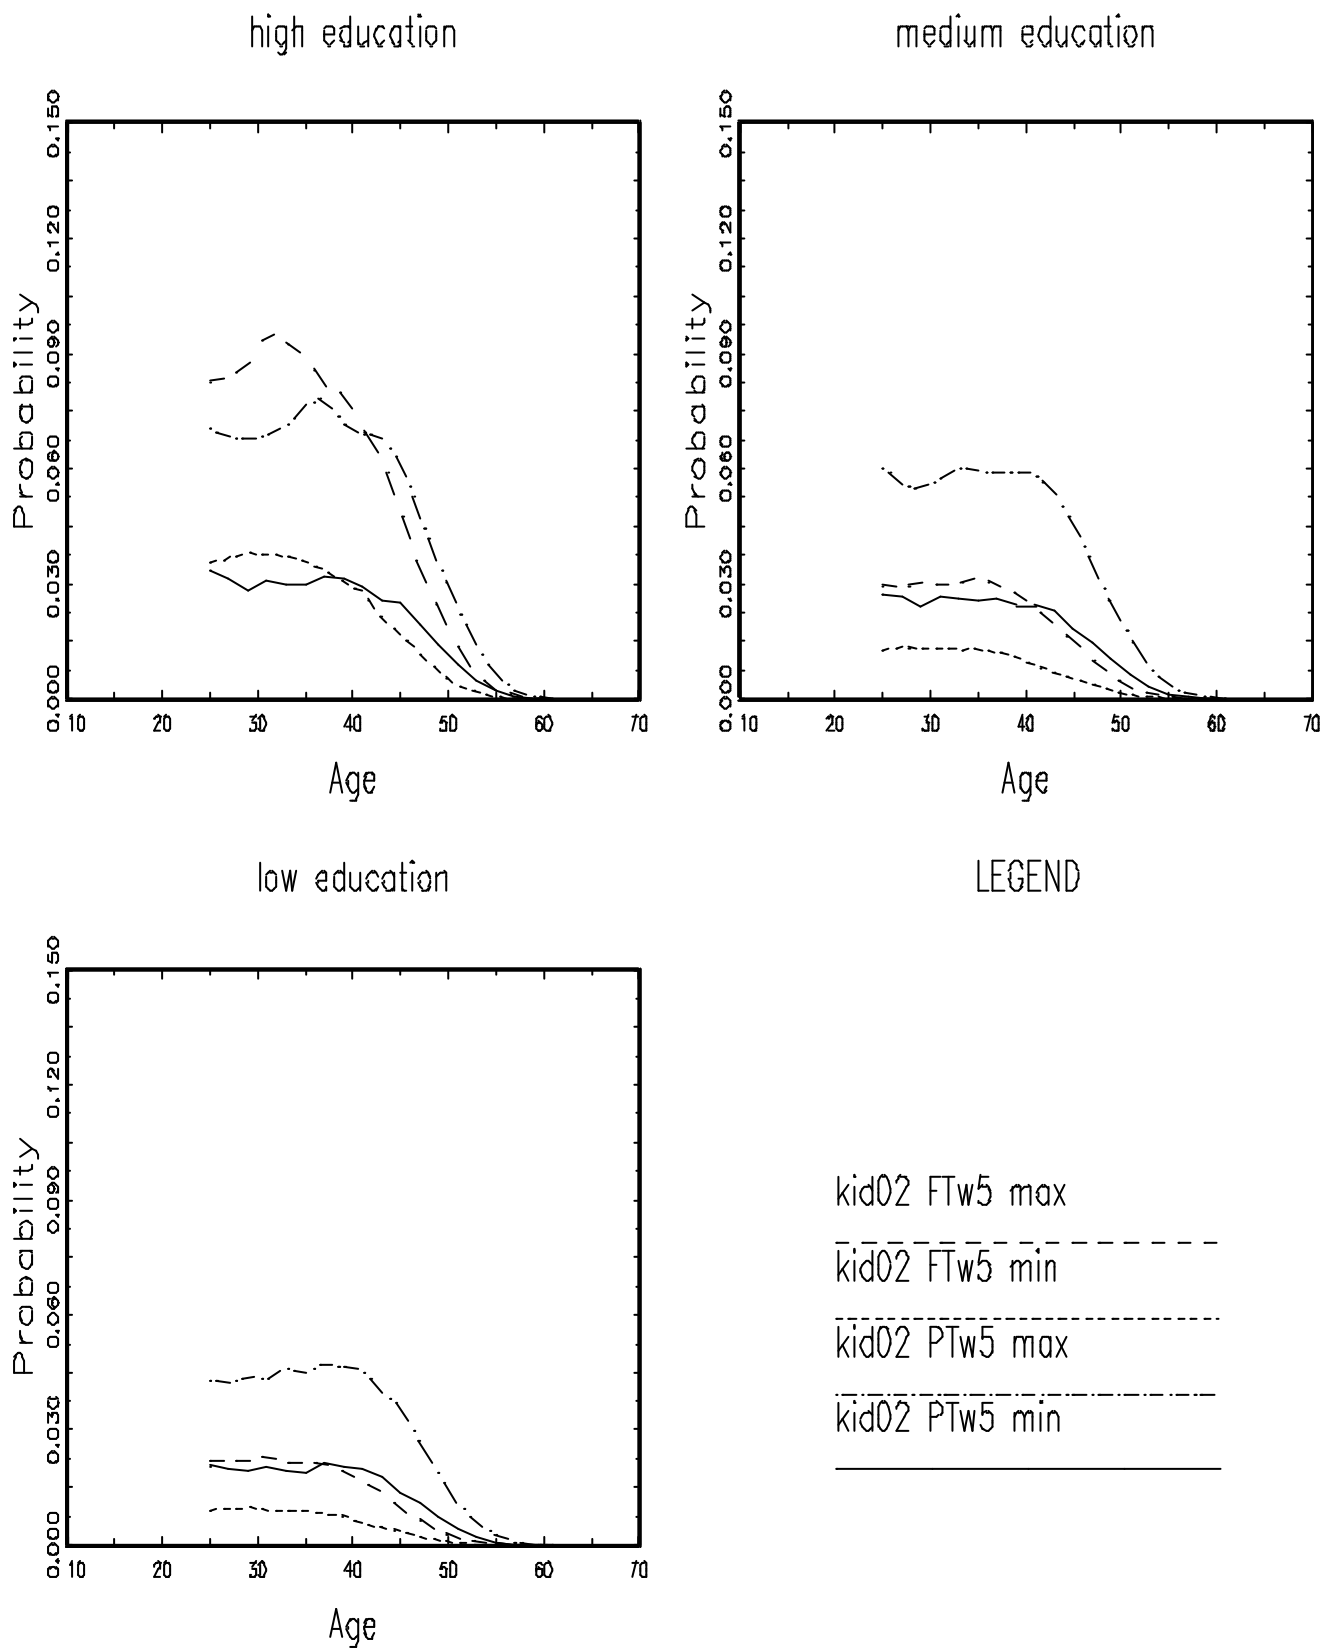 high education
medium education
0.150
0.120
0.090
0.060
0.030
0.000
Probability
10 20 30 40 50 60 70
Age
0.150
0.120
0.090
0.060
0.030
0.000
Probability
10 20 30 40 50 60 70
Age
low education
LEGEND
0.150
0.120
0.090
0.060
0.030
0.000
Probability
10 20 30 40 50 60 70
Age
kid02 FTw5 max
kid02 FTw5 min
kid02 PTw5 max
kid02 PTw5 min